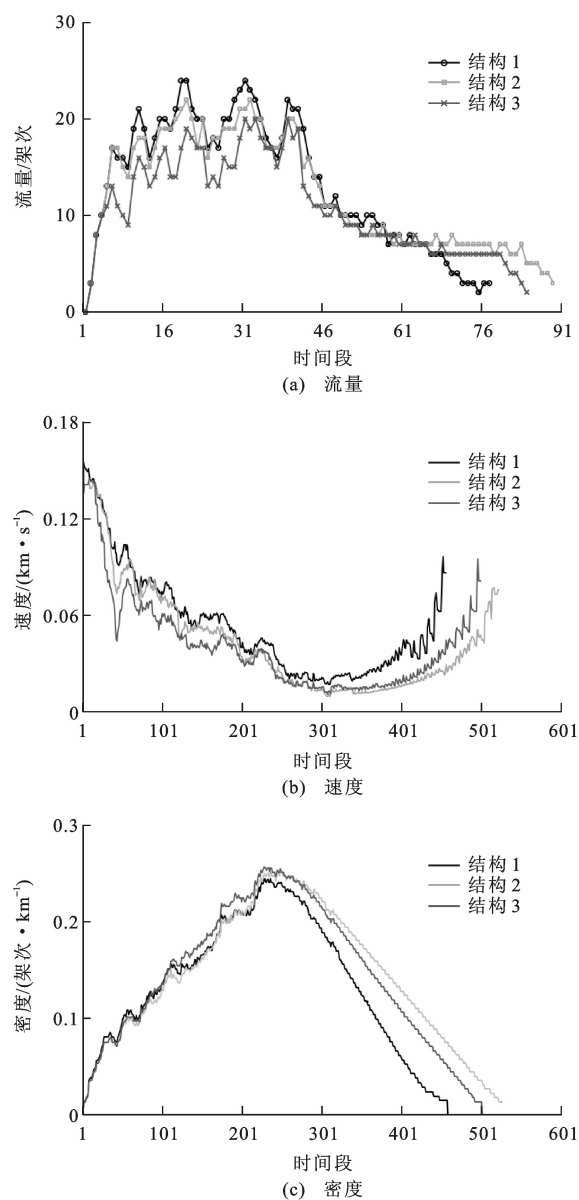 30
20
10
0
流量/架次
结构1
结构2
结构3
1 16 31 46 61 76 91
时间段
(a) 流量
0.18
0.12
0.06
0
速度/(km·s⁻¹)
结构1
结构2
结构3
1 101 201 301 401 501 601
时间段
(b) 速度
0.3
0.2
0.1
0
密度/(架次·km⁻¹)
结构1
结构2
结构3
1 101 201 301 401 501 601
时间段
(c) 密度